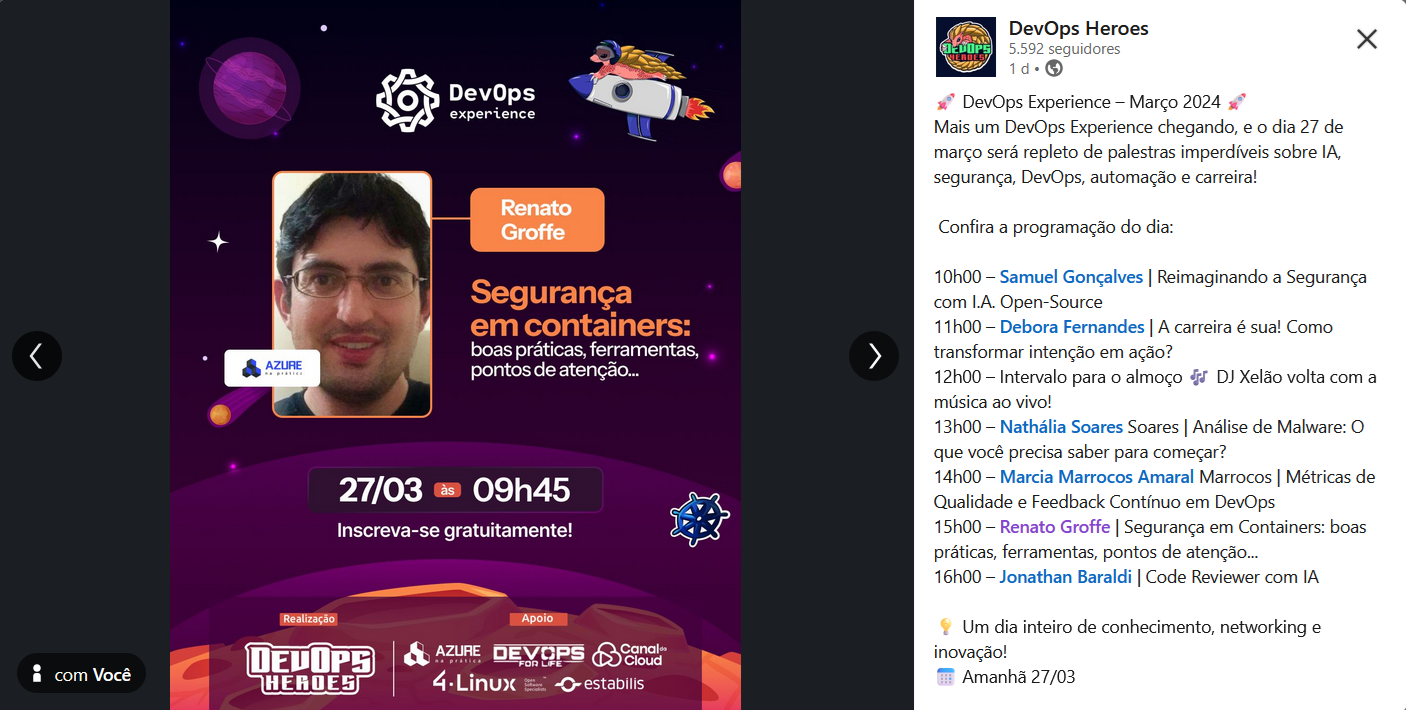 DevOps
experience
Renato
Groffe
Segurança
em containers:
boas práticas, ferramentas,
pontos de atenção...
AZURE
na prática
27/03 às 09h45
Inscreva-se gratuitamente!
Realização
DEVOPS
HEROES
Apoio
AZURE
na prática
DEVOPS
FOR LIFE
Canal da
Cloud
4·Linux
Open
Software
Specialists
estabilis
com Você
DEVOPS
HEROES
DevOps Heroes
5.592 seguidores
1 d •
🚀 DevOps Experience – Março 2024 🚀
Mais um DevOps Experience chegando, e o dia 27 de
março será repleto de palestras imperdíveis sobre IA,
segurança, DevOps, automação e carreira!
Confira a programação do dia:
10h00 – Samuel Gonçalves | Reimaginando a Segurança
com I.A. Open-Source
11h00 – Debora Fernandes | A carreira é sua! Como
transformar intenção em ação?
12h00 – Intervalo para o almoço 🎶 DJ Xelão volta com a
música ao vivo!
13h00 – Nathália Soares Soares | Análise de Malware: O
que você precisa saber para começar?
14h00 – Marcia Marrocos Amaral Marrocos | Métricas de
Qualidade e Feedback Contínuo em DevOps
15h00 – Renato Groffe | Segurança em Containers: boas
práticas, ferramentas, pontos de atenção...
16h00 – Jonathan Baraldi | Code Reviewer com IA
💡 Um dia inteiro de conhecimento, networking e
inovação!
🗓️ Amanhã 27/03